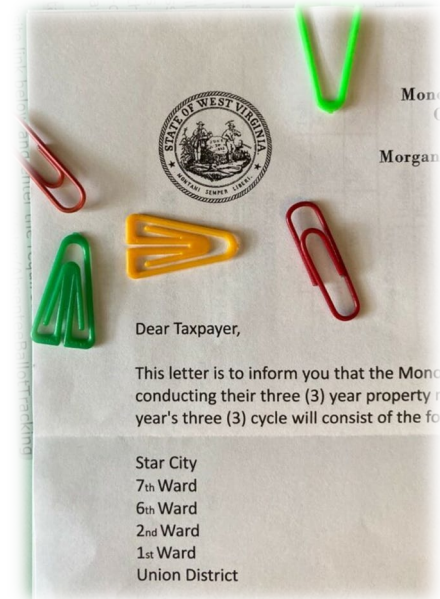 Mono
STATE OF WEST VIRGINIA
MONTANI SEMPER LIBERI.
Morgan
Dear Taxpayer,
This letter is to inform you that the Mono
conducting their three (3) year property
year's three (3) cycle will consist of the fo
Star City
7th Ward
6th Ward
2nd Ward
1st Ward
Union District